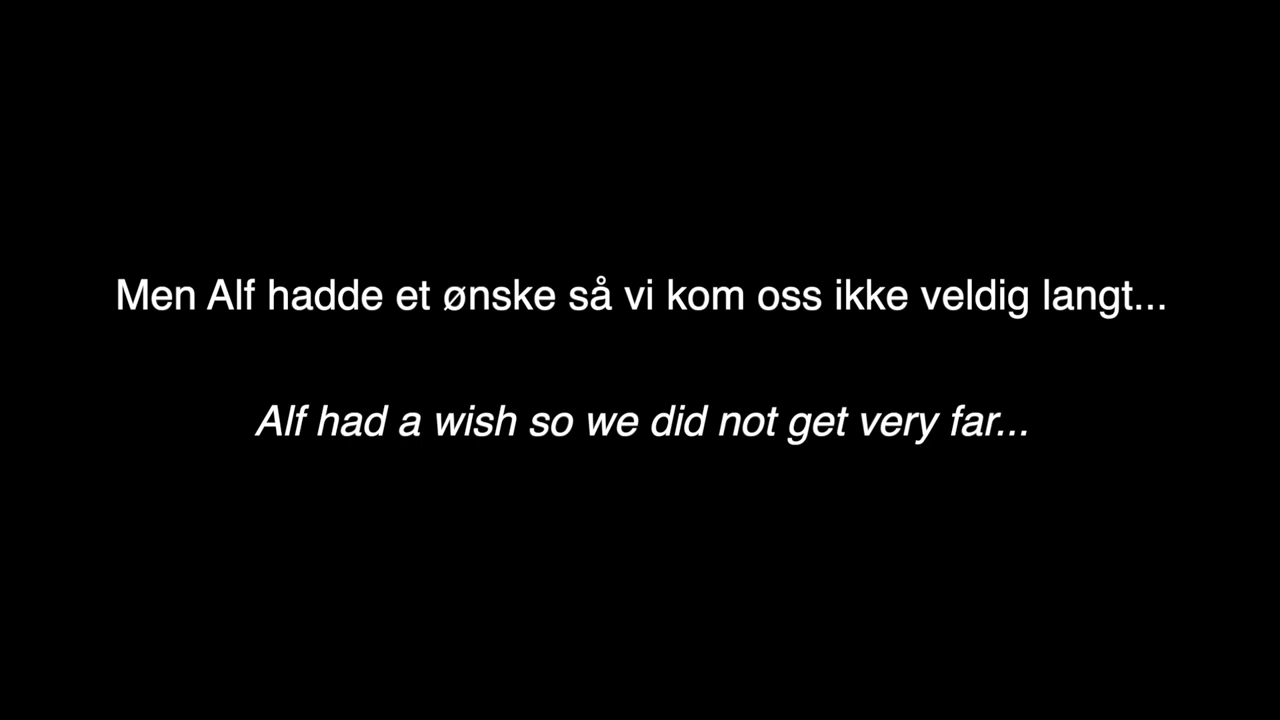 Men Alf hadde et ønske så vi kom oss ikke veldig langt...
Alf had a wish so we did not get very far...